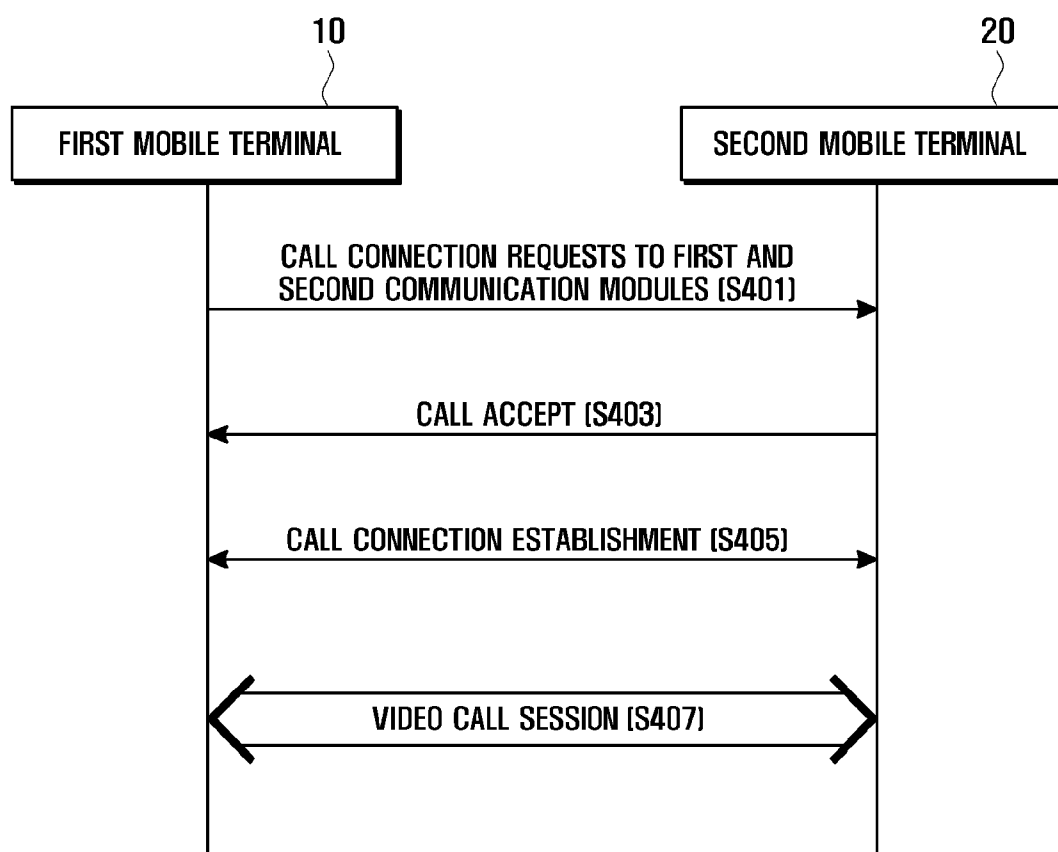 10
20
FIRST MOBILE TERMINAL
SECOND MOBILE TERMINAL
CALL CONNECTION REQUESTS TO FIRST AND
SECOND COMMUNICATION MODULES (S401)
CALL ACCEPT (S403)
CALL CONNECTION ESTABLISHMENT (S405)
VIDEO CALL SESSION (S407)